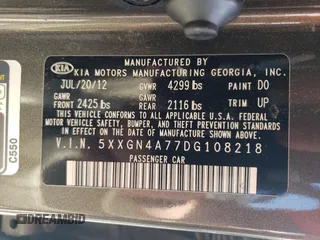 MANUFACTURED BY
KIA KIA MOTORS MANUFACTURING GEORGIA, INC.
JUL/20/12 GVWR 4299 lbs PAINT D0
GAWR FRONT 2425 lbs GAWR REAR 2116 lbs TRIM UP
THIS VEHICLE CONFORMS TO ALL APPLICABLE FEDERAL
MOTOR VEHICLE SAFETY, BUMPER, AND THEFT PREVENTION
STANDARDS IN EFFECT ON THE DATE OF MANUFACTURE
SHOWN ABOVE.
V.I.N. 5XXGN4A77DG108218
PASSENGER CAR
C550
DREAMBID